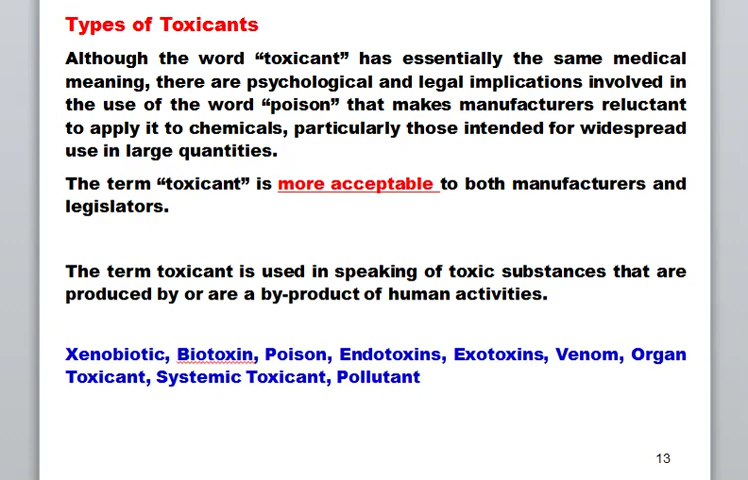 Types of Toxicants
Although the word “toxicant” has essentially the same medical
meaning, there are psychological and legal implications involved in
the use of the word “poison” that makes manufacturers reluctant
to apply it to chemicals, particularly those intended for widespread
use in large quantities.
The term “toxicant” is more acceptable to both manufacturers and
legislators.
The term toxicant is used in speaking of toxic substances that are
produced by or are a by-product of human activities.
Xenobiotic, Biotoxin, Poison, Endotoxins, Exotoxins, Venom, Organ
Toxicant, Systemic Toxicant, Pollutant
13